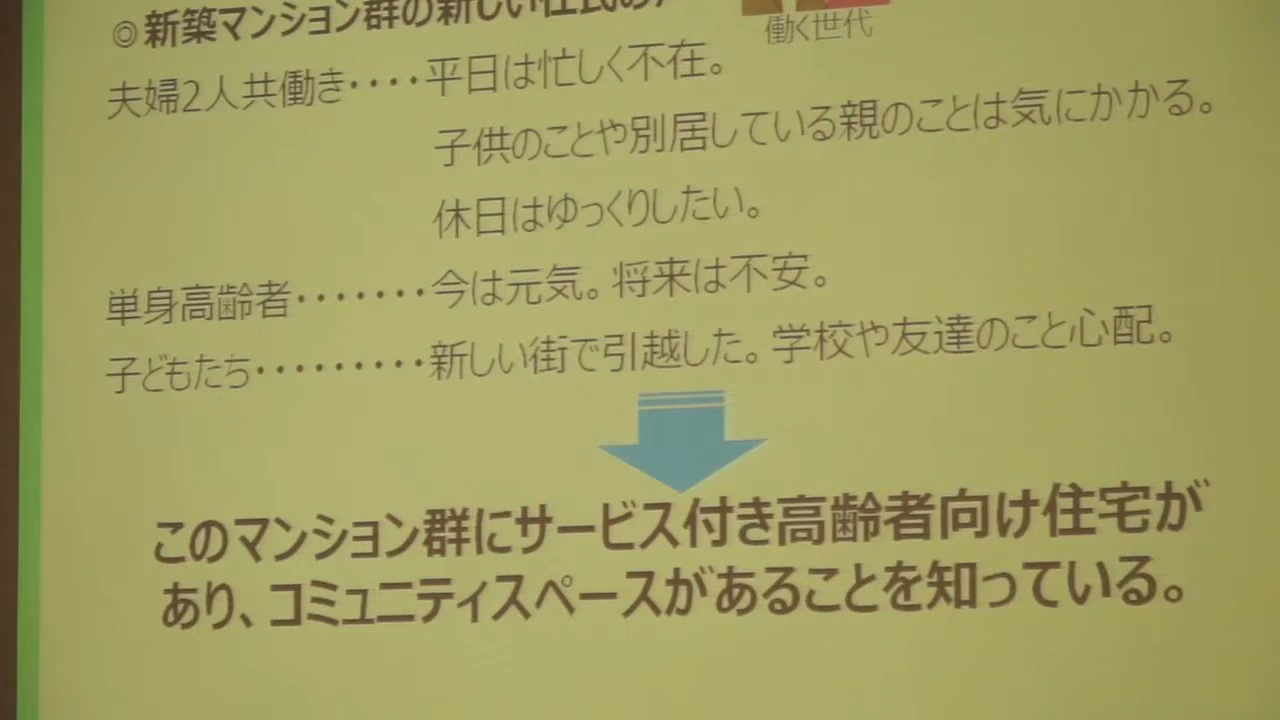 ◎新築マンション群の新しい住民の
働く世代
夫婦2人共働き・・・・平日は忙しく不在。
子供のことや別居している親のことは気にかかる。
休日はゆっくりしたい。
単身高齢者・・・・・・・今は元気。将来は不安。
子どもたち・・・・・・・・・新しい街で引越した。学校や友達のこと心配。
このマンション群にサービス付き高齢者向け住宅が
あり、コミュニティスペースがあることを知っている。